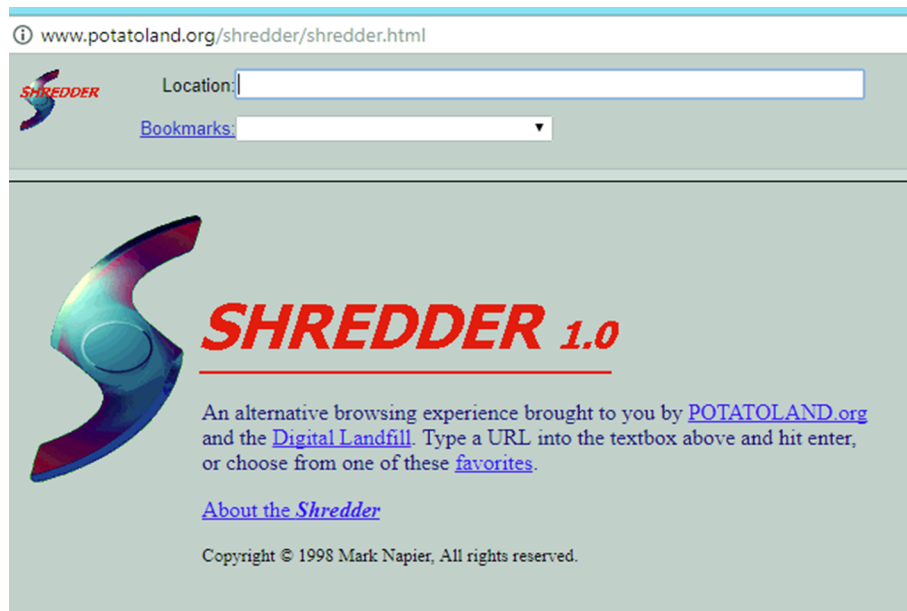 www.potatoland.org/shredder/shredder.html
SHREDDER
Location:
Bookmarks:
SHREDDER 1.0
An alternative browsing experience brought to you by POTATOLAND.org
and the Digital Landfill. Type a URL into the textbox above and hit enter,
or choose from one of these favorites.
About the Shredder
Copyright © 1998 Mark Napier, All rights reserved.